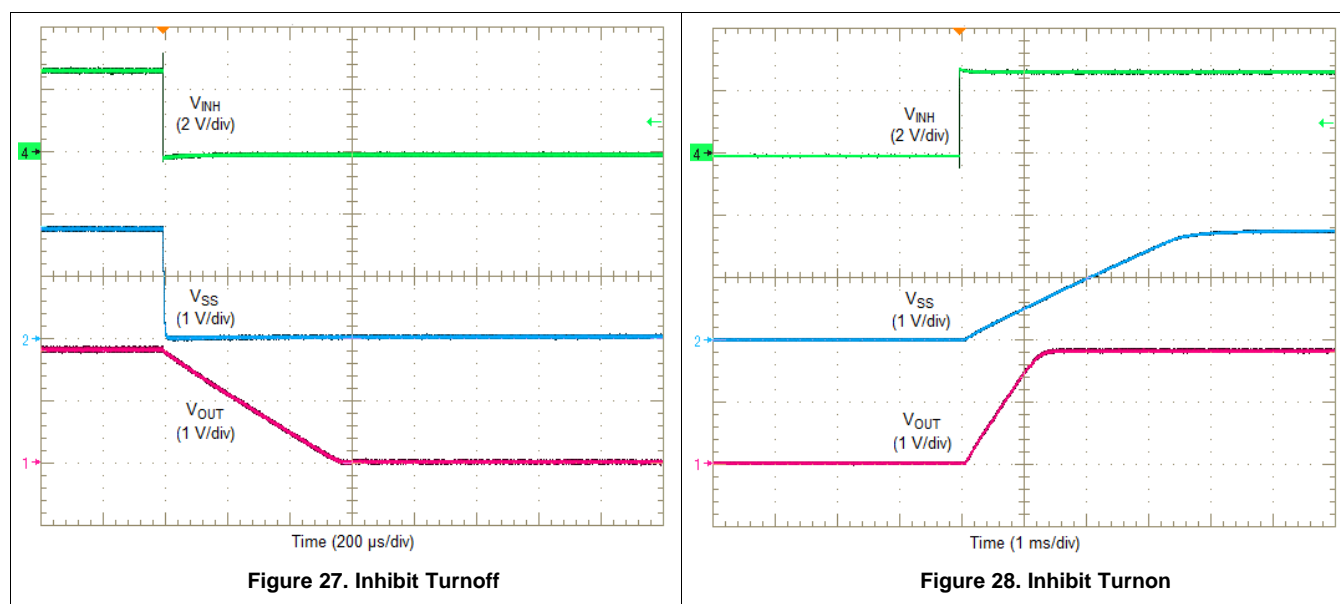 VINH
(2 V/div)
4
VSS
(1 V/div)
2
VOUT
(1 V/div)
1
Time (200 µs/div)
Figure 27. Inhibit Turnoff
VINH
(2 V/div)
4
VSS
(1 V/div)
2
VOUT
(1 V/div)
1
Time (1 ms/div)
Figure 28. Inhibit Turnon